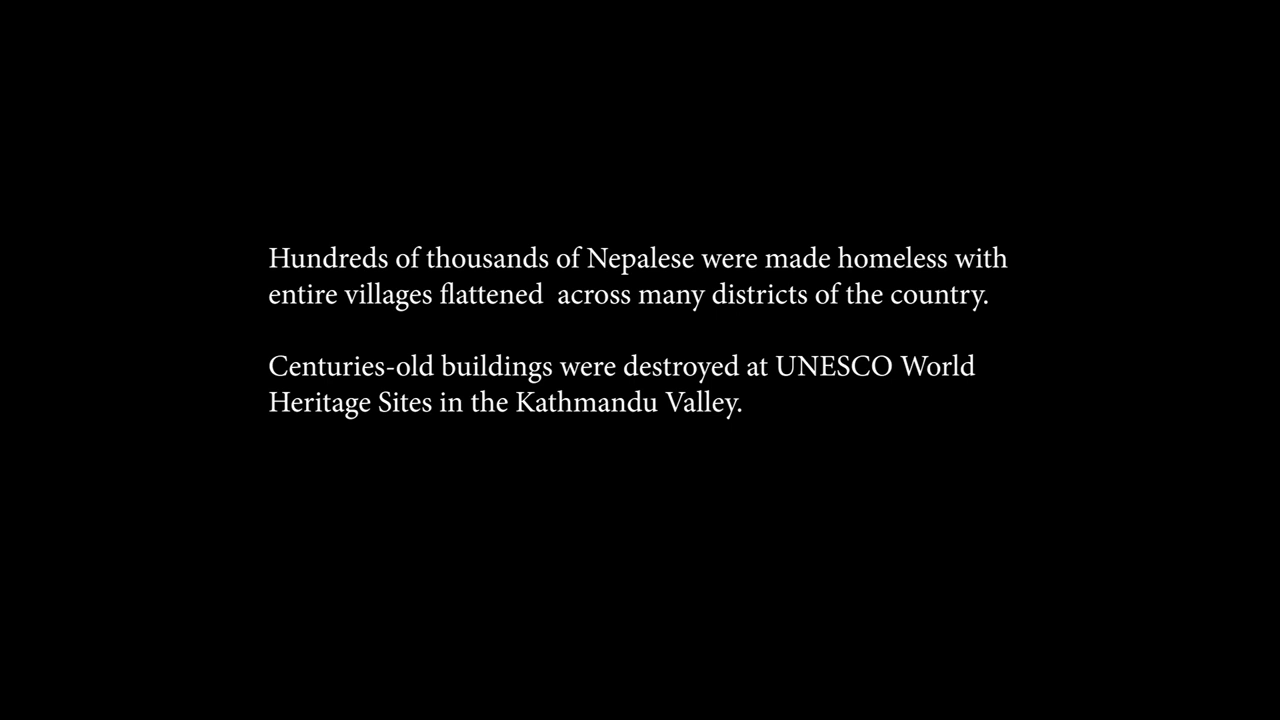 Hundreds of thousands of Nepalese were made homeless with
entire villages flattened  across many districts of the country.
Centuries-old buildings were destroyed at UNESCO World
Heritage Sites in the Kathmandu Valley.